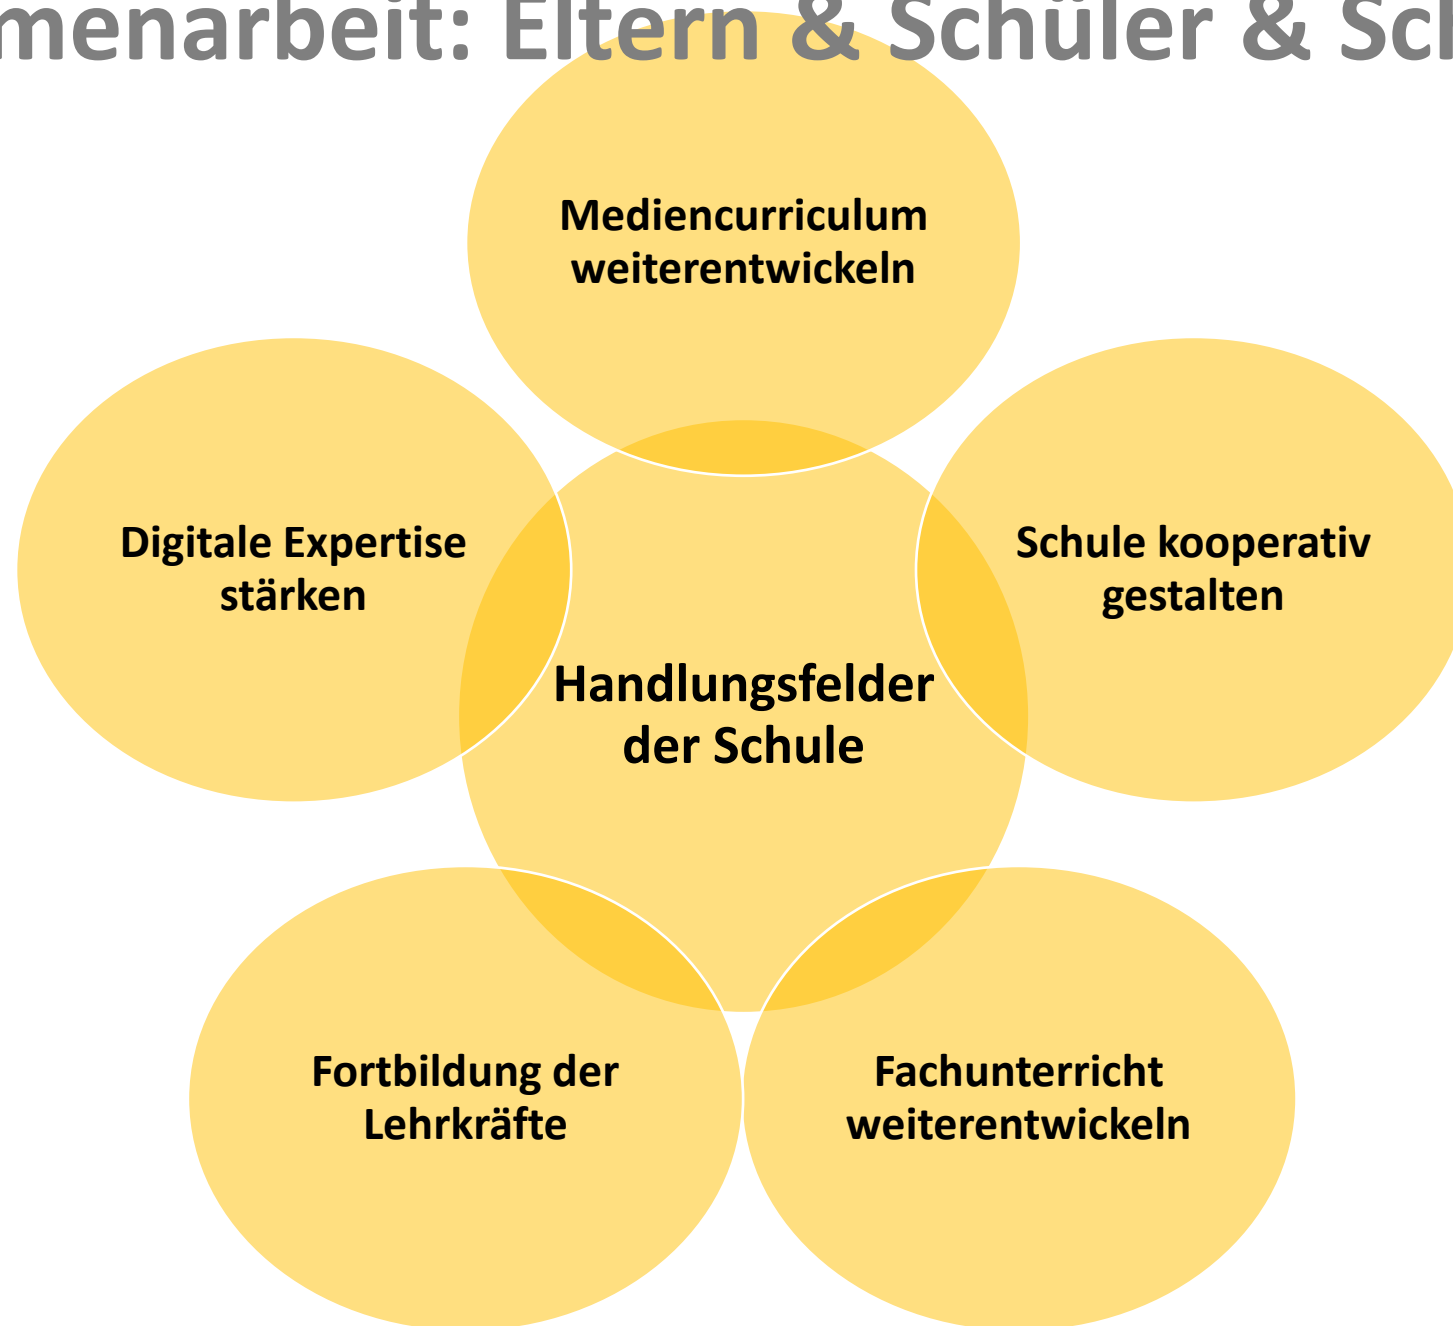 menarbeit: Eltern & Schüler & Sc
Mediencurriculum
weiterentwickeln
Digitale Expertise
stärken
Schule kooperativ
gestalten
Handlungsfelder
der Schule
Fortbildung der
Lehrkräfte
Fachunterricht
weiterentwickeln